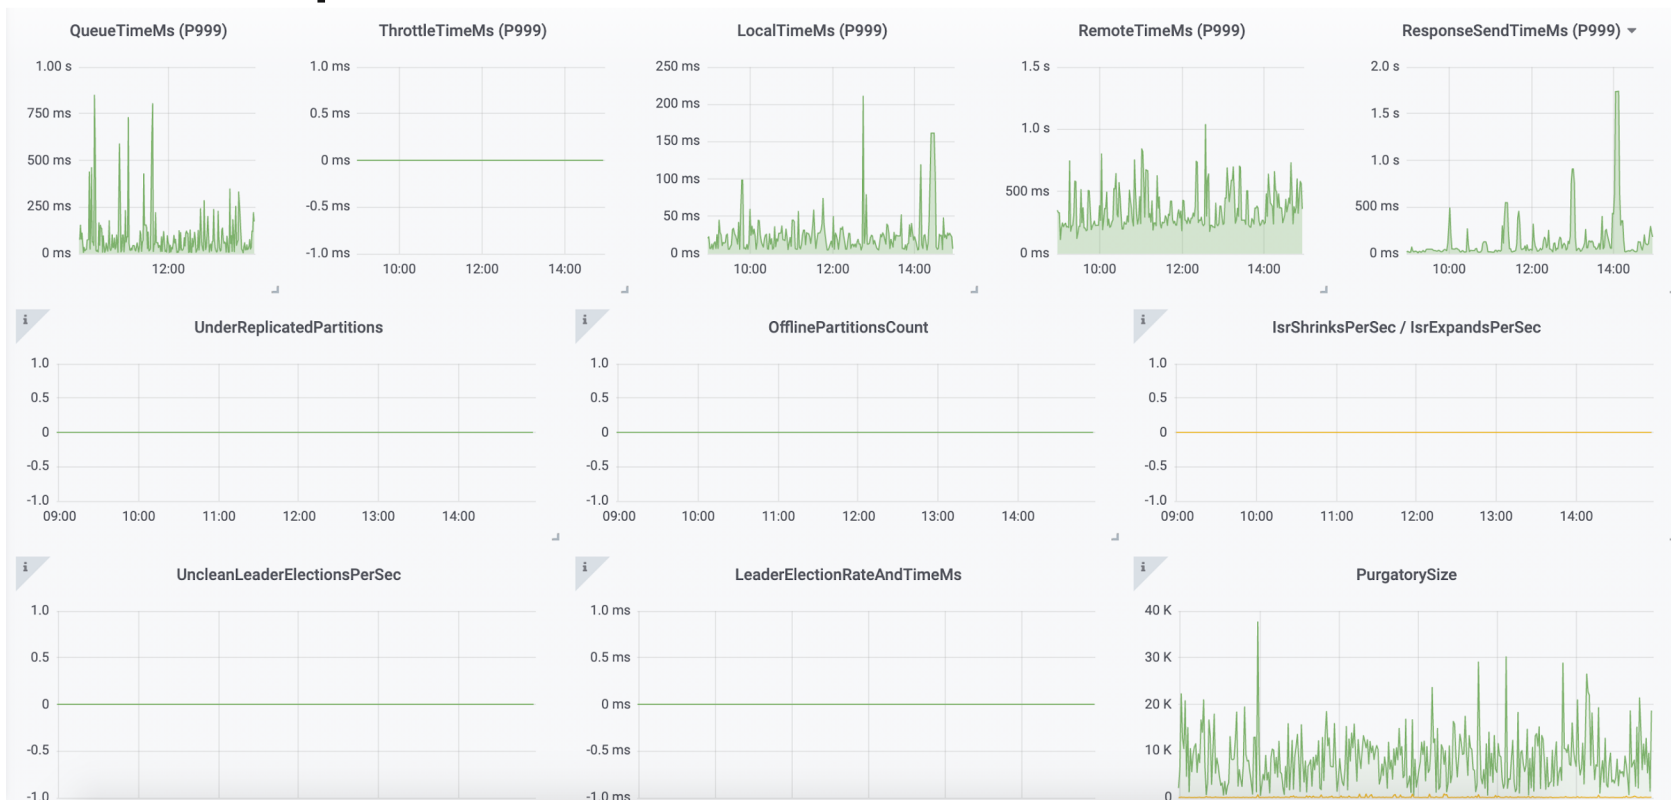 QueueTimeMs (P999) ThrottleTimeMs (P999) LocalTimeMs (P999) RemoteTimeMs (P999) ResponseSendTimeMs (P999)
1.00 s
750 ms
500 ms
250 ms
0 ms
12:00
1.0 ms
0.5 ms
0 ms
-0.5 ms
-1.0 ms
10:00 12:00 14:00
250 ms
200 ms
150 ms
100 ms
50 ms
0 ms
10:00 12:00 14:00
1.5 s
1.0 s
500 ms
0 ms
10:00 12:00 14:00
2.0 s
1.5 s
1.0 s
500 ms
0 ms
10:00 12:00 14:00
i
UnderReplicatedPartitions
1.0
0.5
0
-0.5
-1.0
09:00 10:00 11:00 12:00 13:00 14:00
i
OfflinePartitionsCount
1.0
0.5
0
-0.5
-1.0
09:00 10:00 11:00 12:00 13:00 14:00
i
IsrShrinksPerSec / IsrExpandsPerSec
1.0
0.5
0
-0.5
-1.0
09:00 10:00 11:00 12:00 13:00 14:00
i
UncleanLeaderElectionsPerSec
1.0
0.5
0
-0.5
-1.0
i
LeaderElectionRateAndTimeMs
1.0 ms
0.5 ms
0 ms
-0.5 ms
-1.0 ms
i
PurgatorySize
40 K
30 K
20 K
10 K
0